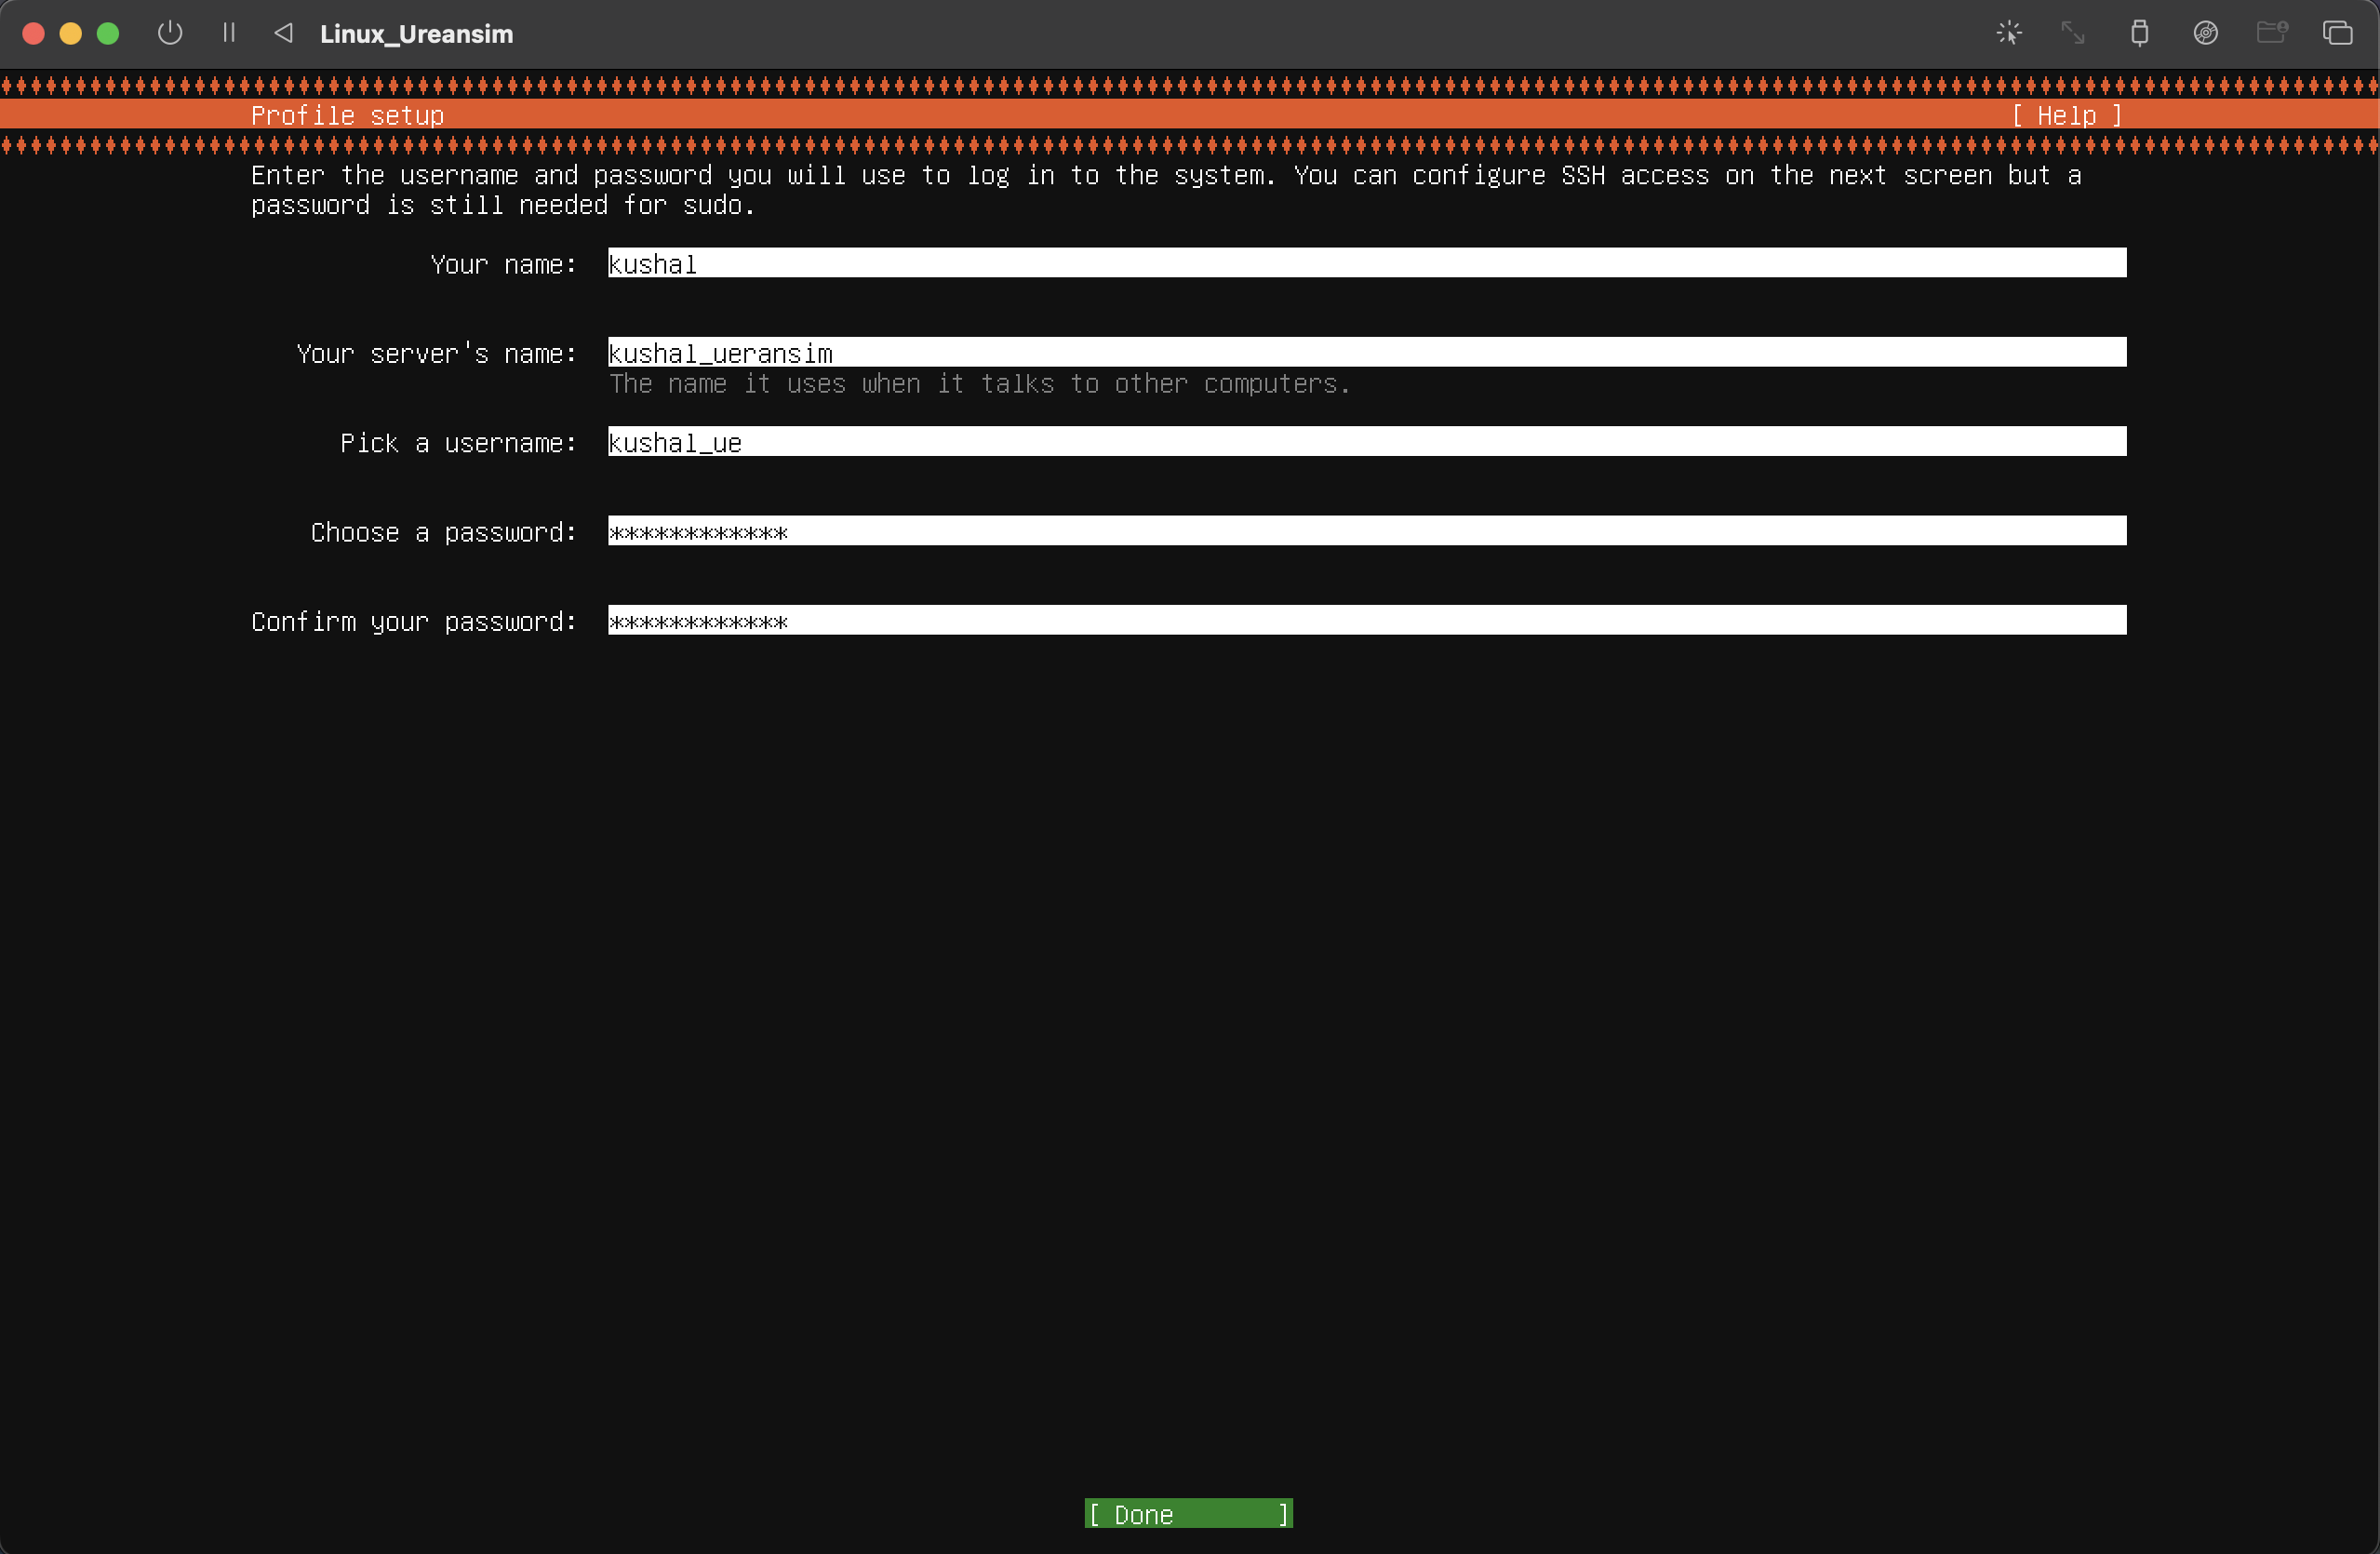 Linux_Ureansim
Profile setup [ Help ]
Enter the username and password you will use to log in to the system. You can configure SSH access on the next screen but a
password is still needed for sudo.
Your name: kushal
Your server's name: kushal_ueransim
The name it uses when it talks to other computers.
Pick a username: kushal_ue
Choose a password: ************
Confirm your password: ************
[ Done ]